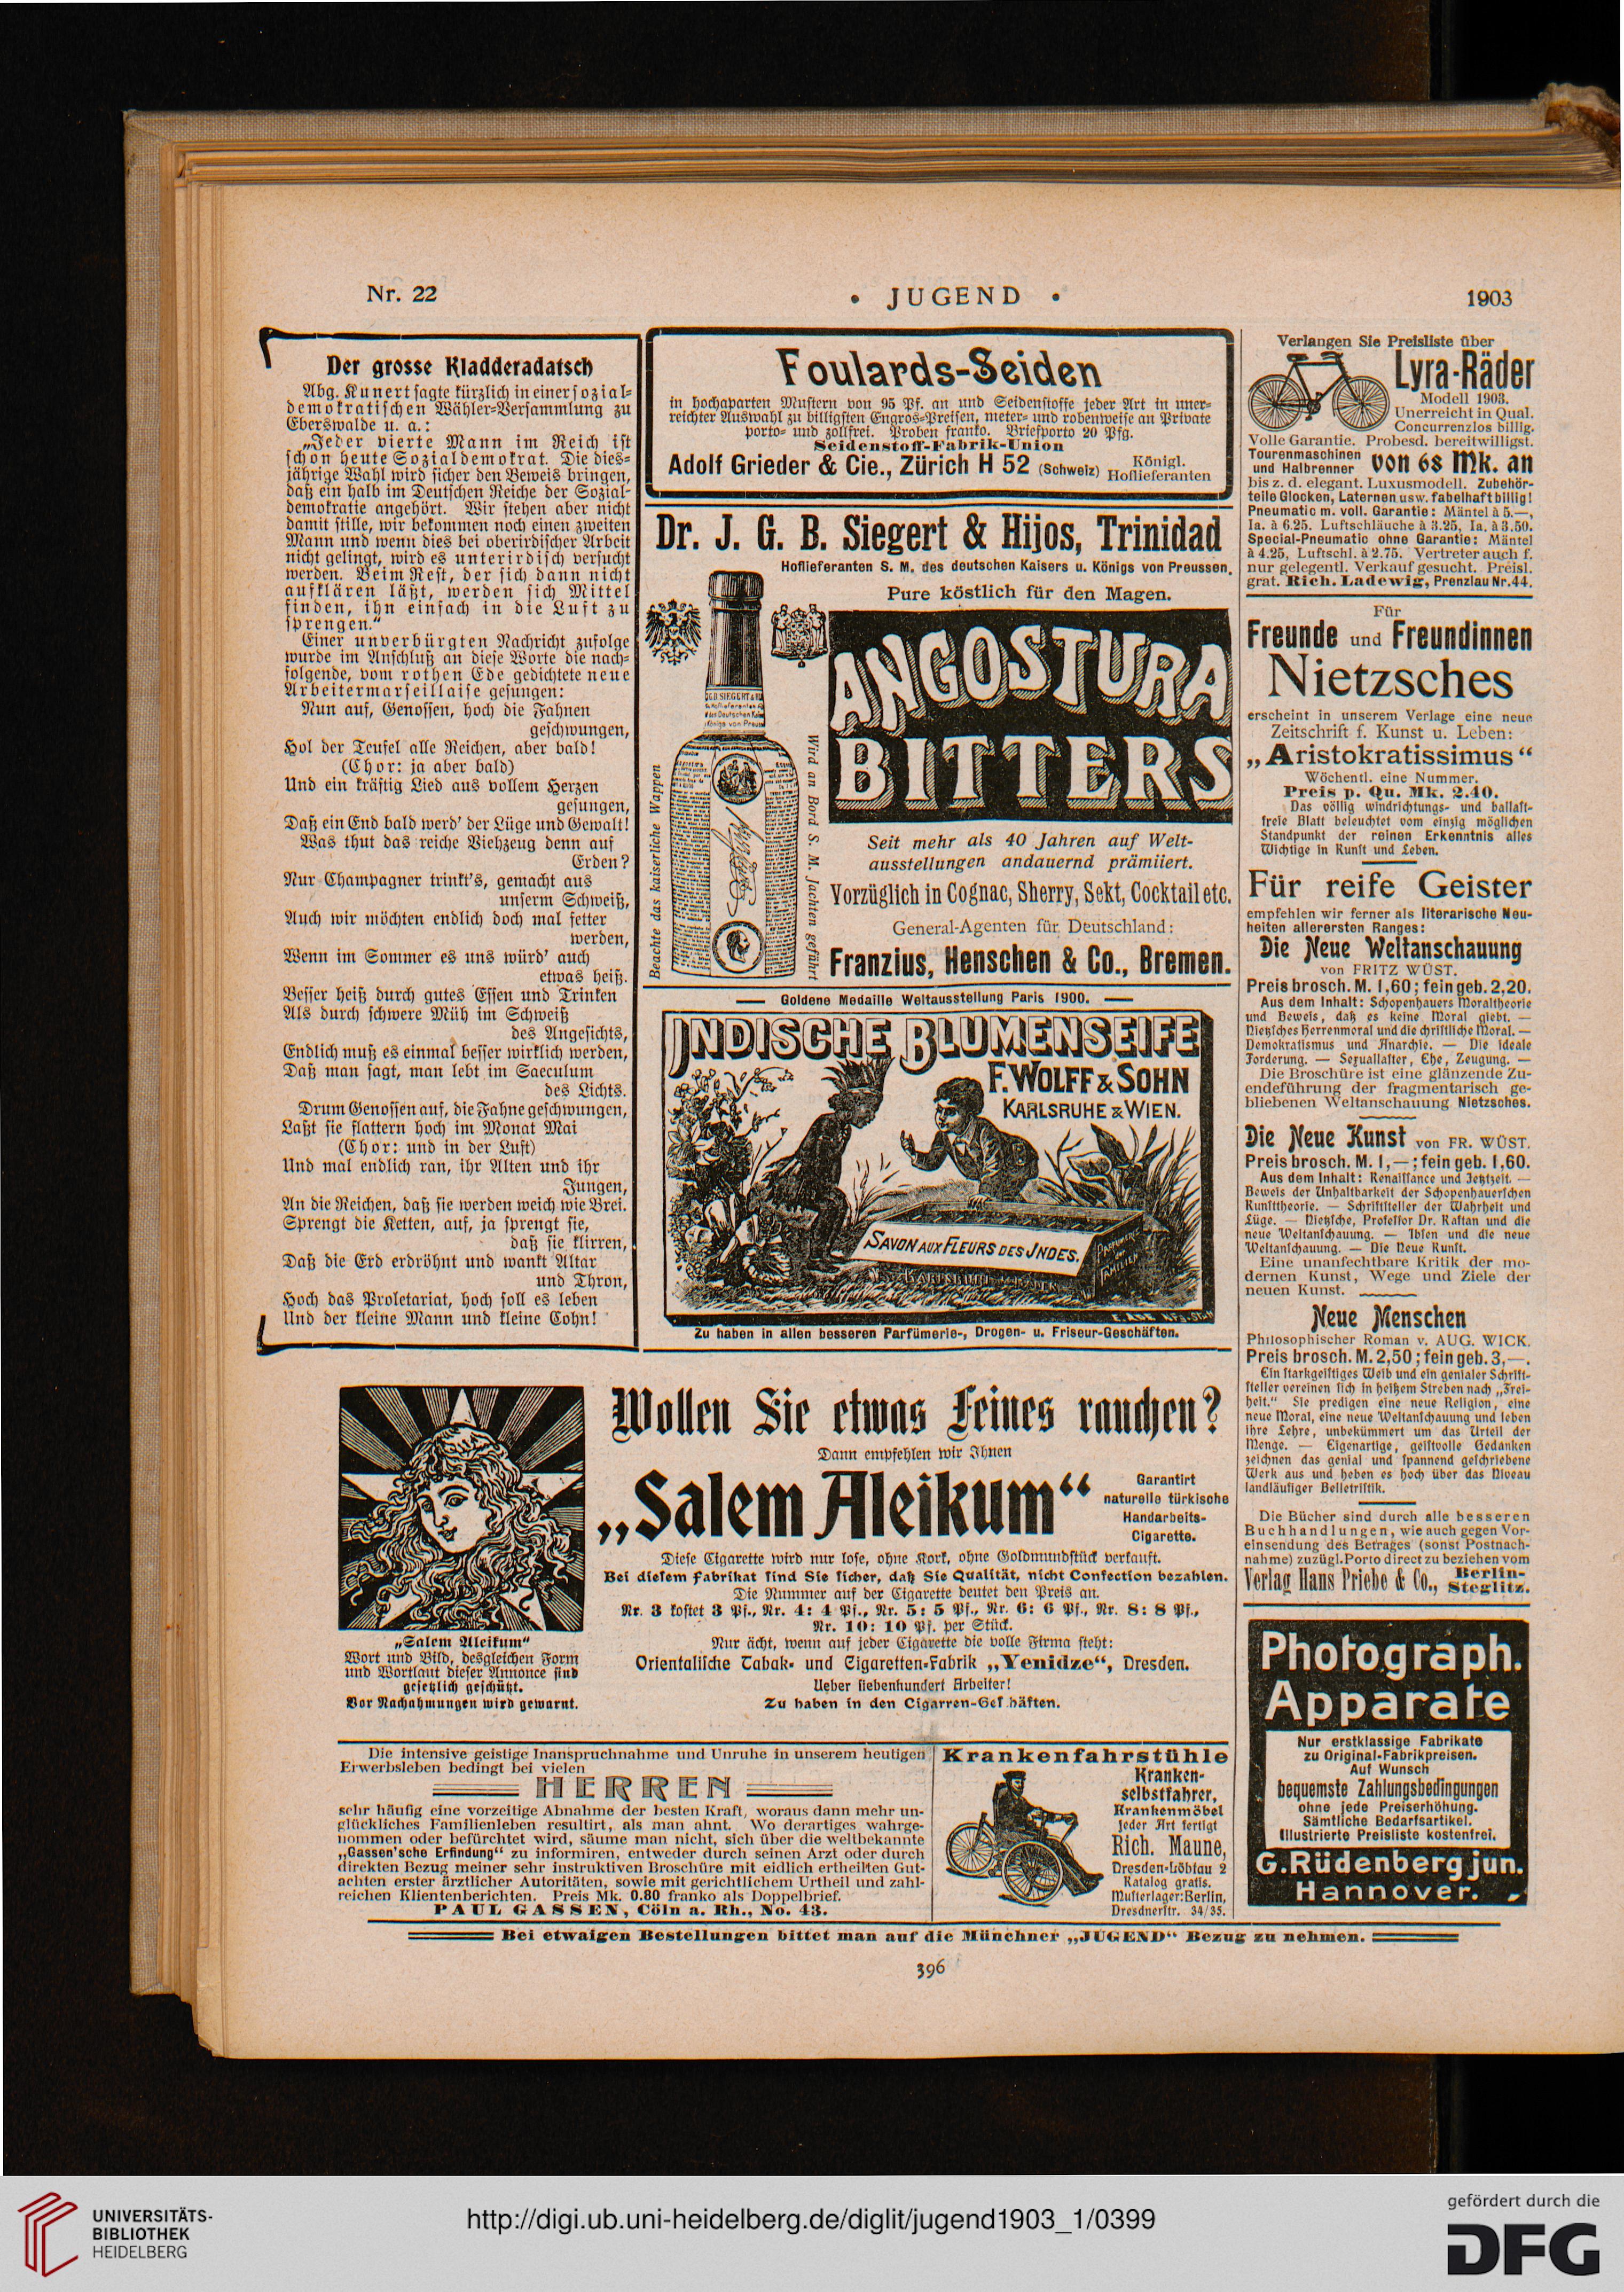 Nr. 22
• JUGEND •
1903
Der grosse Kladderadatsch
Abg. Kunert sagte kürzlich in einer sozial-
demokratischen Wähler-Versammlung zu
Eberswalde u. a.:
„Jeder vierte Mann im Reich ist
schon heute Sozialdemokrat. Die dies-
jährige Wahl wird sicher den Beweis bringen,
daß ein halb im Deutschen Reiche der Sozial-
demokratie angehört. Wir stehen aber nicht
damit stille, wir bekommen noch einen zweiten
Mann und wenn dies bei oberirdischer Arbeit
nicht gelingt, wird es unterirdisch versucht
werden. Beim Rest, der sich dann nicht
aufklären läßt, werden sich Mittel
finden, ihn einfach in die Luft zu
sprengen.“
Einer unverbürgten Nachricht zufolge
wurde im Anschluß an diese Worte die nach-
folgende, vom rothen Ede gedichtete neue
Arbeitermarseillaise gesungen:
Nun auf, Genossen, hoch die Fahnen
geschwungen,
Hol der Teufel alle Reichen, aber bald!
(Chor: ja aber bald)
Und ein kräftig Lied aus vollem Herzen
gesungen,
Daß ein End bald werd' der Lüge und Gewalt!
Was thut das reiche Viehzeug denn auf
Erden?
Nur Champagner trinkt's, gemacht aus
unserm Schweiß,
Auch wir möchten endlich doch mal fetter
werden,
Wenn im Sommer es uns würd' auch
etwas heiß.
Besser heiß durch gutes Essen und Trinken
Als durch schwere Müh im Schweiß
des Angesichts,
Endlich muß es einmal besser wirklich werden,
Daß man sagt, man lebt im Saeculum
des Lichts.
Drum Genossen auf, die Fahne geschwungen,
Laßt sie flattern hoch im Monat Mai
(Chor: und in der Luft)
Und mal endlich ran, ihr Alten und ihr
Jungen,
An die Reichen, daß sie werden weich wie Brei.
Sprengt die Ketten, auf, ja sprengt sie,
daß sie klirren,
Daß die Erd erdröhnt und wankt Altar
und Thron,
Hoch das Proletariat, hoch soll es leben
Und der kleine Mann und kleine Cohn!
Foulards-Seiden
in hochaparten Mustern von 95 Pf. an und Seidenstoffe jeder Art in uner-
reichter Auswahl zu billigsten Engros-Preisen, meter- und robenweise an Private
porto- und zollfrei. Proben franko. Briefporto 20 Pfg.
Seidenstoff-Fabrik-Union
Adolf Grieder & Cie., Zürich H 52 (Schweiz) Königl.
Hoflieferanten
Dr. J. G. B. Siegert & Hijos, Trinidad
Hoflieferanten S. M. des deutschen Kaisers u. Königs von Preussen.
Pure köstlich für den Magen.
ANGOSTURA
BITTERS
Beachte das kaiserliche Wappen
Wird an Bord S. M. Jachten geführt
Seit mehr als 40 Jahren auf Welt-
ausstellungen andauernd prämiiert.
Vorzüglich in Cognac, Sherry, Sekt, Cocktail etc.
General-Agenten für Deutschland:
Franzius, Henschen & Co., Bremen.
Goldene Medaille Weltausstellung Paris 1900.
INDISCHE BLUMENSEIFE
F. WOLFF & SOHN
KARLSRUHE & WIEN.
SAVON AUX FLEURS DES INDES.
Zu haben in allen besseren Parfümerie-, Drogen- u. Friseur-Geschäften.
Verlangen Sie Preisliste über
Lyra-Räder
Modell 1903.
Unerreicht in Qual.
Concurrenzlos billig.
Volle Garantie. Probesd. bereitwilligst.
Tourenmaschinen
und Halbrenner von 68 Mk. an
bis z. d. elegant. Luxusmodell. Zubehör-
teile Glocken, Laternen usw. fabelhaft billig!
Pneumatic m. voll. Garantie: Mäntel à 5.—,
Ia. à 6.25. Luftschläuche à 3.25, Ia. à 3.50.
Special-Pneumatic ohne Garantie: Mäntel
à 4.25, Luftschl. à 2.75. Vertreter auch f.
nur gelegentl. Verkauf gesucht. Preisl.
grat. Rich. Ladewig, Prenzlau Nr. 44.
Für
Freunde und Freundinnen
Nietzsches
erscheint in unserem Verlage eine neue
Zeitschrift f. Kunst u. Leben:
„Aristokratissimus“
Wöchentl. eine Nummer.
Preis p. Qu. Mk. 2.40.
Das völlig windrichtungs- und ballast-
freie Blatt beleuchtet vom einzig möglichen
Standpunkt der reinen Erkenntnis alles
Wichtige in Kunst und Leben.
Für reife Geister
empfehlen wir ferner als literarische Neu-
heiten allerersten Ranges:
Die Neue Weltanschauung
von FRITZ WÜST.
Preis brosch. M. 1,60; fein geb. 2,20.
Aus dem Inhalt: Schopenhauers Moraltheorie
und Beweis, daß es keine Moral giebt. —
Nietzsches Herrenmoral und die christliche Moral. —
Demokratismus und Anarchie. — Die ideale
Forderung. — Sexuallaster, Ehe, Zeugung. —
Die Broschüre ist eine glänzende Zu-
endeführung der fragmentarisch ge-
bliebenen Weltanschauung Nietzsches.
Die Neue Kunst von FR. WÜST.
Preis brosch. M. 1,—; fein geb. 1,60.
Aus dem Inhalt: Renaissance und Jetztzeit. —
Beweis der Unhaltbarkeit der Schopenhauerschen
Kunsttheorie. — Schriftsteller der Wahrheit und
Lüge. — Nietzsche, Professor Dr. Kaftan und die
neue Weltanschauung. — Ibsen und die neue
Weltanschauung. — Die Neue Kunst.
Eine unanfechtbare Kritik der mo-
dernen Kunst, Wege und Ziele der
neuen Kunst.
Neue Menschen
Philosophischer Roman v. AUG. WICK.
Preis brosch. M. 2,50; fein geb. 3,—.
Ein starkgeistiges Weib und ein genialer Schrift-
steller vereinen sich in heißem Streben nach „Frei-
heit.“ Sie predigen eine neue Religion, eine
neue Moral, eine neue Weltanschauung und leben
ihre Lehre, unbekümmert um das Urteil der
Menge. — Eigenartige, geistvolle Gedanken
zeichnen das genial und spannend geschriebene
Werk aus und heben es hoch über das Niveau
landläufiger Belletristik.
Die Bücher sind durch alle besseren
Buchhandlungen, wie auch gegen Vor-
einsendung des Betrages (sonst Postnach-
nahme) zuzügl. Porto direct zu beziehen vom
Verlag Hans Priebe & Co., Berlin-
Steglitz.
„Salem Aleikum“
Wort und Bild, desgleichen Form
und Wortlaut dieser Annonce sind
gesetzlich geschützt.
Vor Nachahmungen wird gewarnt.
Wollen Sie etwas Feines rauchen?
Dann empfehlen wir Ihnen
„Salem Aleikum“
Garantirt
naturelle türkische
Handarbeits-
Cigarette.
Diese Cigarette wird nur lose, ohne Kork, ohne Goldmundstück verkauft.
Bei diesem Fabrikat sind Sie sicher, daß Sie Qualität, nicht Confection bezahlen.
Die Nummer auf der Cigarette deutet den Preis an.
Nr. 3 kostet 3 Pf., Nr. 4: 4 Pf., Nr. 5: 5 Pf., Nr. 6: 6 Pf., Nr. 8: 8 Pf.,
Nr. 10: 10 Pf. per Stück.
Nur ächt, wenn auf jeder Cigarette die volle Firma steht:
Orientalische Tabak- und Cigaretten-Fabrik „Yenidze“, Dresden.
Ueber siebenhundert Arbeiter!
Zu haben in den Cigarren-Geschäften.
Photograph.
Apparate
Nur erstklassige Fabrikate
zu Original-Fabrikpreisen.
Auf Wunsch
bequemste Zahlungsbedingungen
ohne jede Preiserhöhung.
Sämtliche Bedarfsartikel.
Illustrierte Preisliste kostenfrei.
G. Rüdenberg jun.
Hannover.
Die intensive geistige Inanspruchnahme und Unruhe in unserem heutigen
Erwerbsleben bedingt bei vielen
HERREN
sehr häufig eine vorzeitige Abnahme der besten Kraft, woraus dann mehr un-
glückliches Familienleben resultirt, als man ahnt. Wo derartiges wahrge-
nommen oder befürchtet wird, säume man nicht, sich über die weltbekannte
„Gassen'sche Erfindung“ zu informiren, entweder durch seinen Arzt oder durch
direkten Bezug meiner sehr instruktiven Broschüre mit eidlich ertheilten Gut-
achten erster ärztlicher Autoritäten, sowie mit gerichtlichem Urtheil und zahl-
reichen Klientenberichten. Preis Mk. 0.80 franko als Doppelbrief.
PAUL GASSEN, Cöln a. Rh., No. 43.
Krankenfahrstühle
Kranken-
selbstfahrer,
Krankenmöbel
jeder Art fertigt
Rich. Maune,
Dresden-Löbtau 2
Katalog gratis.
Musterlager: Berlin,
Dresdnerstr. 34/35.
Bei etwaigen Bestellungen bittet man auf die Münchner „JUGEND“ Bezug zu nehmen.
396
UNIVERSITÄTS-
BIBLIOTHEK
HEIDELBERG
http://digi.ub.uni-heidelberg.de/diglit/jugend1903_1/0399
gefördert durch die
DFG